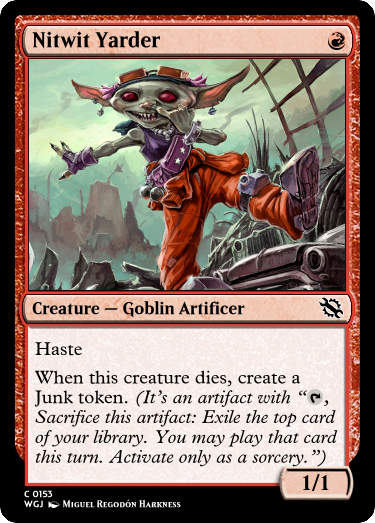 Nitwit Yarder
Creature — Goblin Artificer
Haste
When this creature dies, create a
Junk token. (It's an artifact with “,
Sacrifice this artifact: Exile the top card
of your library. You may play that card
this turn. Activate only as a sorcery.”)
1/1
C 0153
WGJ Miguel Regodón Harkness